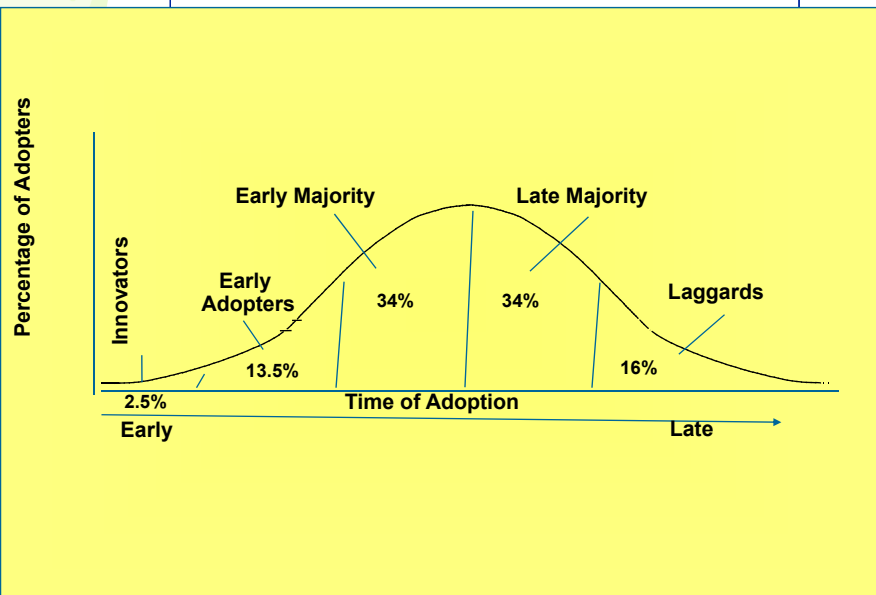 Percentage of Adopters
Early Majority
Late Majority
Innovators
Early
Adopters
Laggards
34%
34%
13.5%
16%
2.5%
Time of Adoption
Early
Late